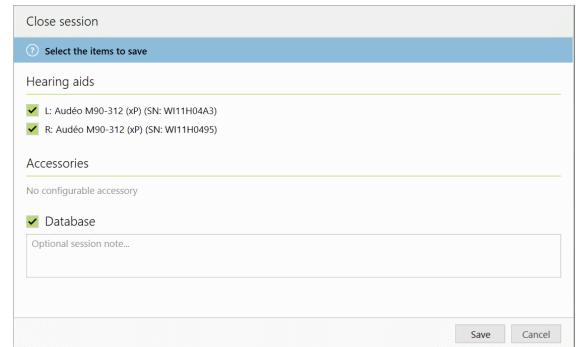 Close session
? Select the items to save
Hearing aids
L: Audéo M90-312 (xP) (SN: WI11H04A3)
R: Audéo M90-312 (xP) (SN: WI11H0495)
Accessories
No configurable accessory
Database
Optional session note...
Save Cancel